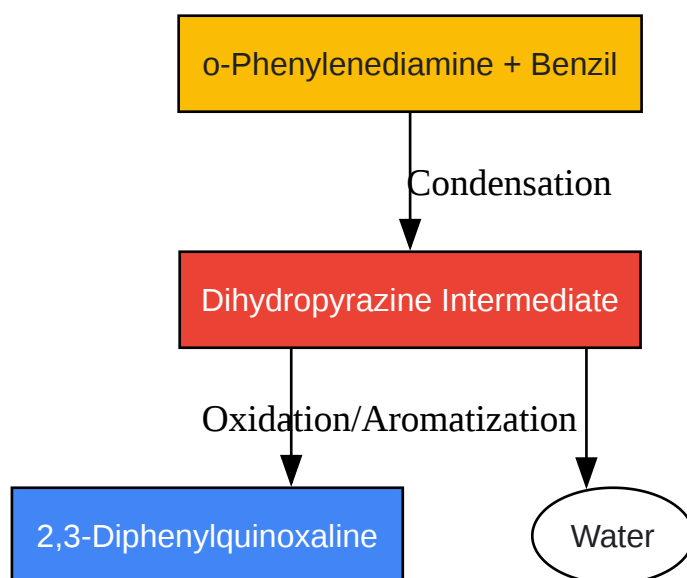 o-Phenylenediamine + Benzil
Condensation
Dihydropyrazine Intermediate
Oxidation/Aromatization
2,3-Diphenylquinoxaline
Water